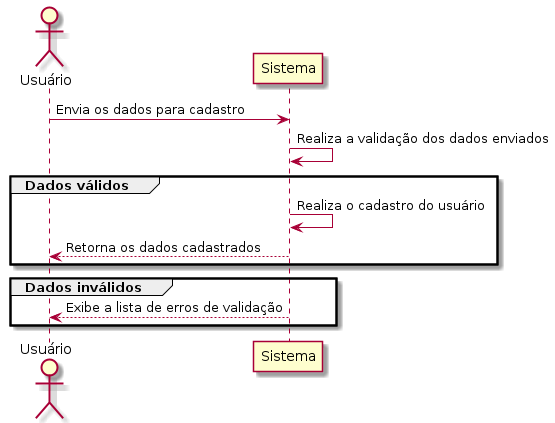 Usuário
Sistema
Envia os dados para cadastro
Realiza a validação dos dados enviados
Dados válidos
Realiza o cadastro do usuário
Retorna os dados cadastrados
Dados inválidos
Exibe a lista de erros de validação
Usuário
Sistema